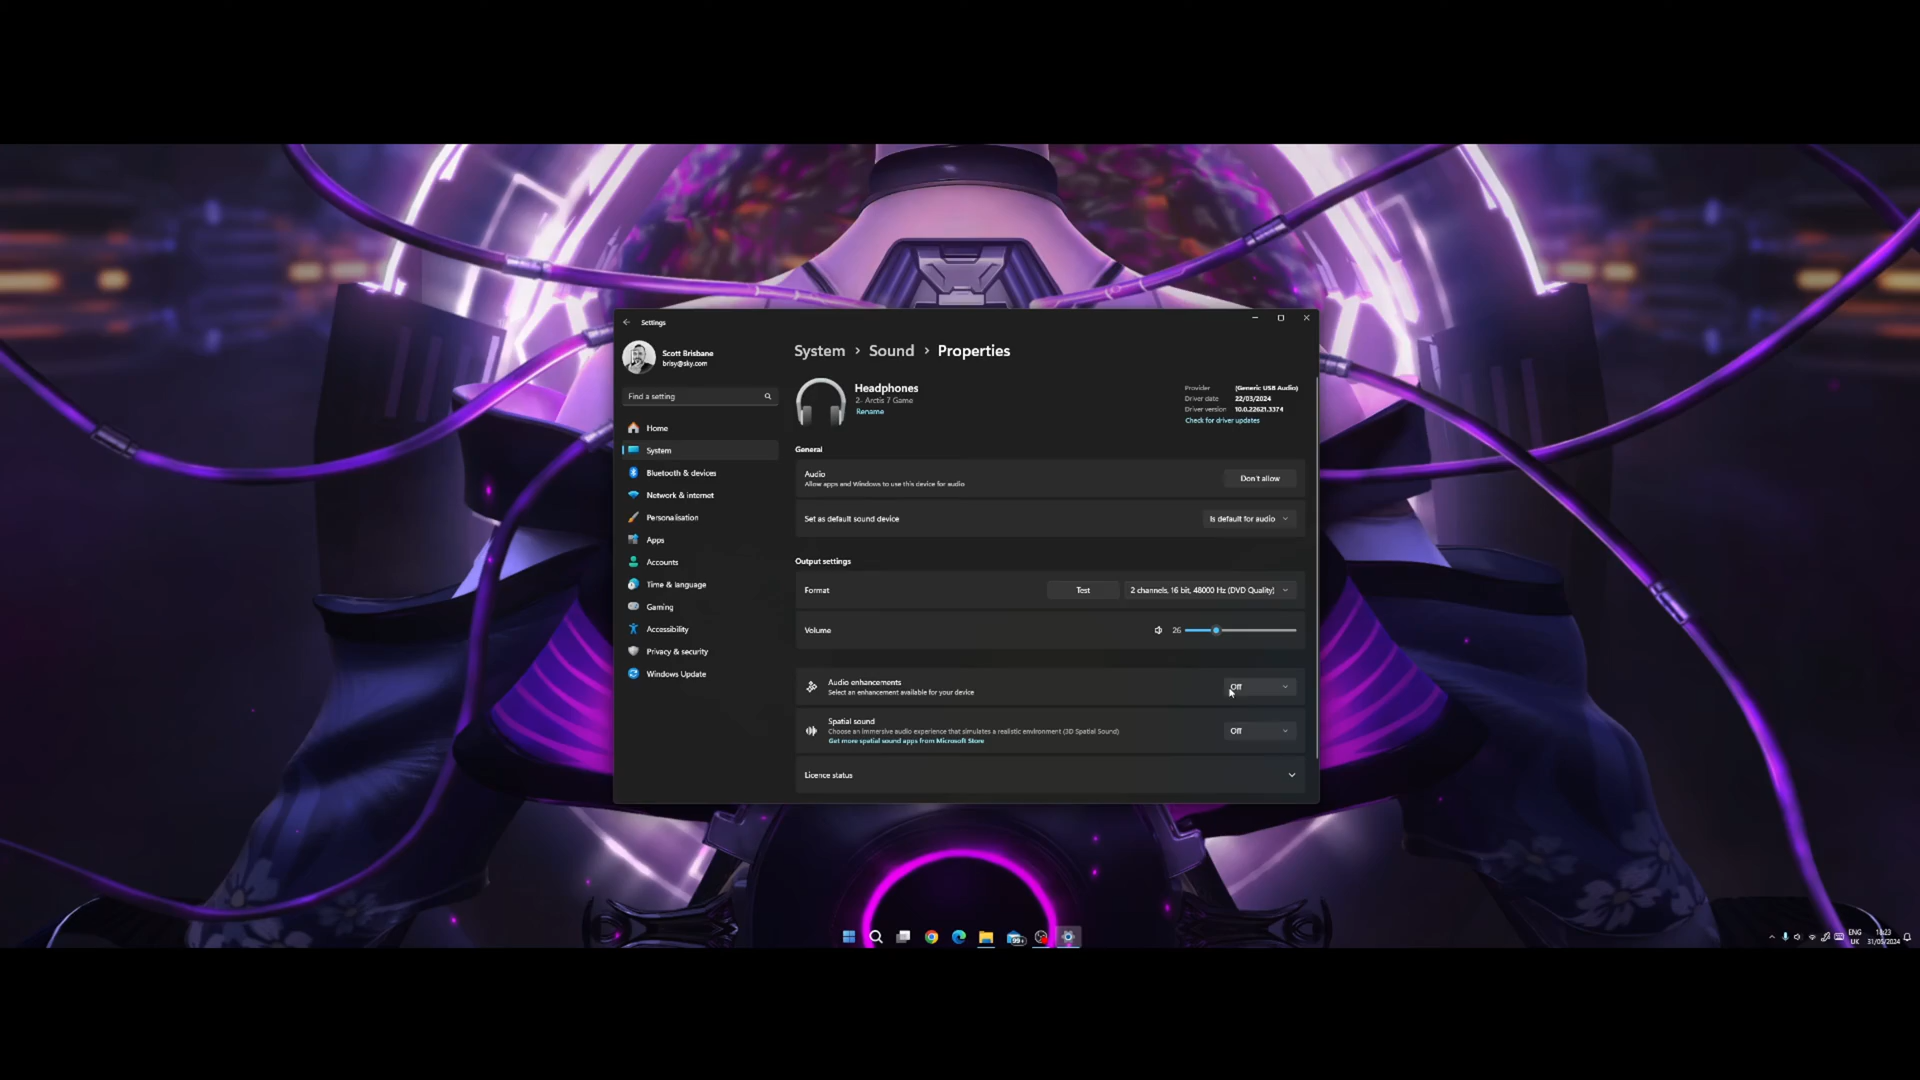 Settings
Scott Brisbane
brisy@sky.com
Find a setting
Home
System
Bluetooth & devices
Network & internet
Personalisation
Apps
Accounts
Time & language
Gaming
Accessibility
Privacy & security
Windows Update
System > Sound > Properties
Headphones
2- Arctis 7 Game
Rename
Provider (Generic USB Audio)
Driver date 22/03/2024
Driver version 10.0.22621.3374
Check for driver updates
General
Audio
Allow apps and Windows to use this device for audio
Don't allow
Set as default sound device
Is default for audio
Output settings
Format
Test
2 channels, 16 bit, 48000 Hz (DVD Quality)
Volume
26
Audio enhancements
Select an enhancement available for your device
Off
Spatial sound
Choose an immersive audio experience that simulates a realistic environment (3D Spatial Sound)
Get more spatial sound apps from Microsoft Store
Off
Licence status
99+
ENG
UK
18:23
31/05/2024